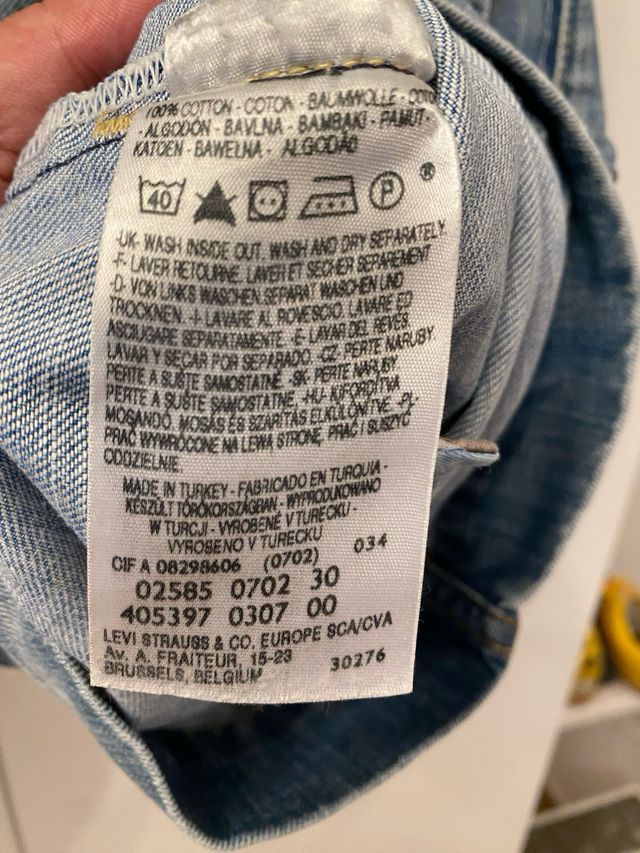 100% COTTON - COTON - BAUMWOLLE - COTO
- ALGODÓN - BAVLNA - BAMBAKI - PAMUT -
KATOEN - BAWEŁNA - ALGODÃO
40 P ®
-UK- WASH INSIDE OUT. WASH AND DRY SEPARATELY
-F- LAVER RETOURNE. LAVER ET SECHER SEPAREMENT
-D- VON LINKS WASCHEN. SEPARAT WASCHEN UND
TROCKNEN. -I- LAVARE AL ROVESCIO. LAVARE ED
ASCIUGARE SEPARATAMENTE. -E- LAVAR DEL REVÉS.
LAVAR Y SECAR POR SEPARADO. -CZ- PERTE NARUBY.
PERTE A SUŠTE SAMOSTATNĚ. -SK- PERTE NARUBY.
PERTE A SUŠTE SAMOSTATNE. -HU- KIFORDÍTVA
MOSANDÓ. MOSÁS ÉS SZÁRÍTÁS ELKÜLÖNÍTVE. -PL-
PRAĆ WYWRÓCONE NA LEWĄ STRONĘ, PRAĆ I SUSZYĆ
ODDZIELNIE.
MADE IN TURKEY - FABRICADO EN TURQUIA -
KÉSZÜLT TÖRÖKORSZÁGBAN - WYPRODUKOWANO
W TURCJI - VYROBENÉ V TURECKU -
VYROBENO V TURECKU
CIF A 08298606 (0702) 034
02585 0702 30
405397 0307 00
LEVI STRAUSS & CO. EUROPE SCA/CVA
AV. A. FRAITEUR, 15-23
BRUSSELS, BELGIUM 30276